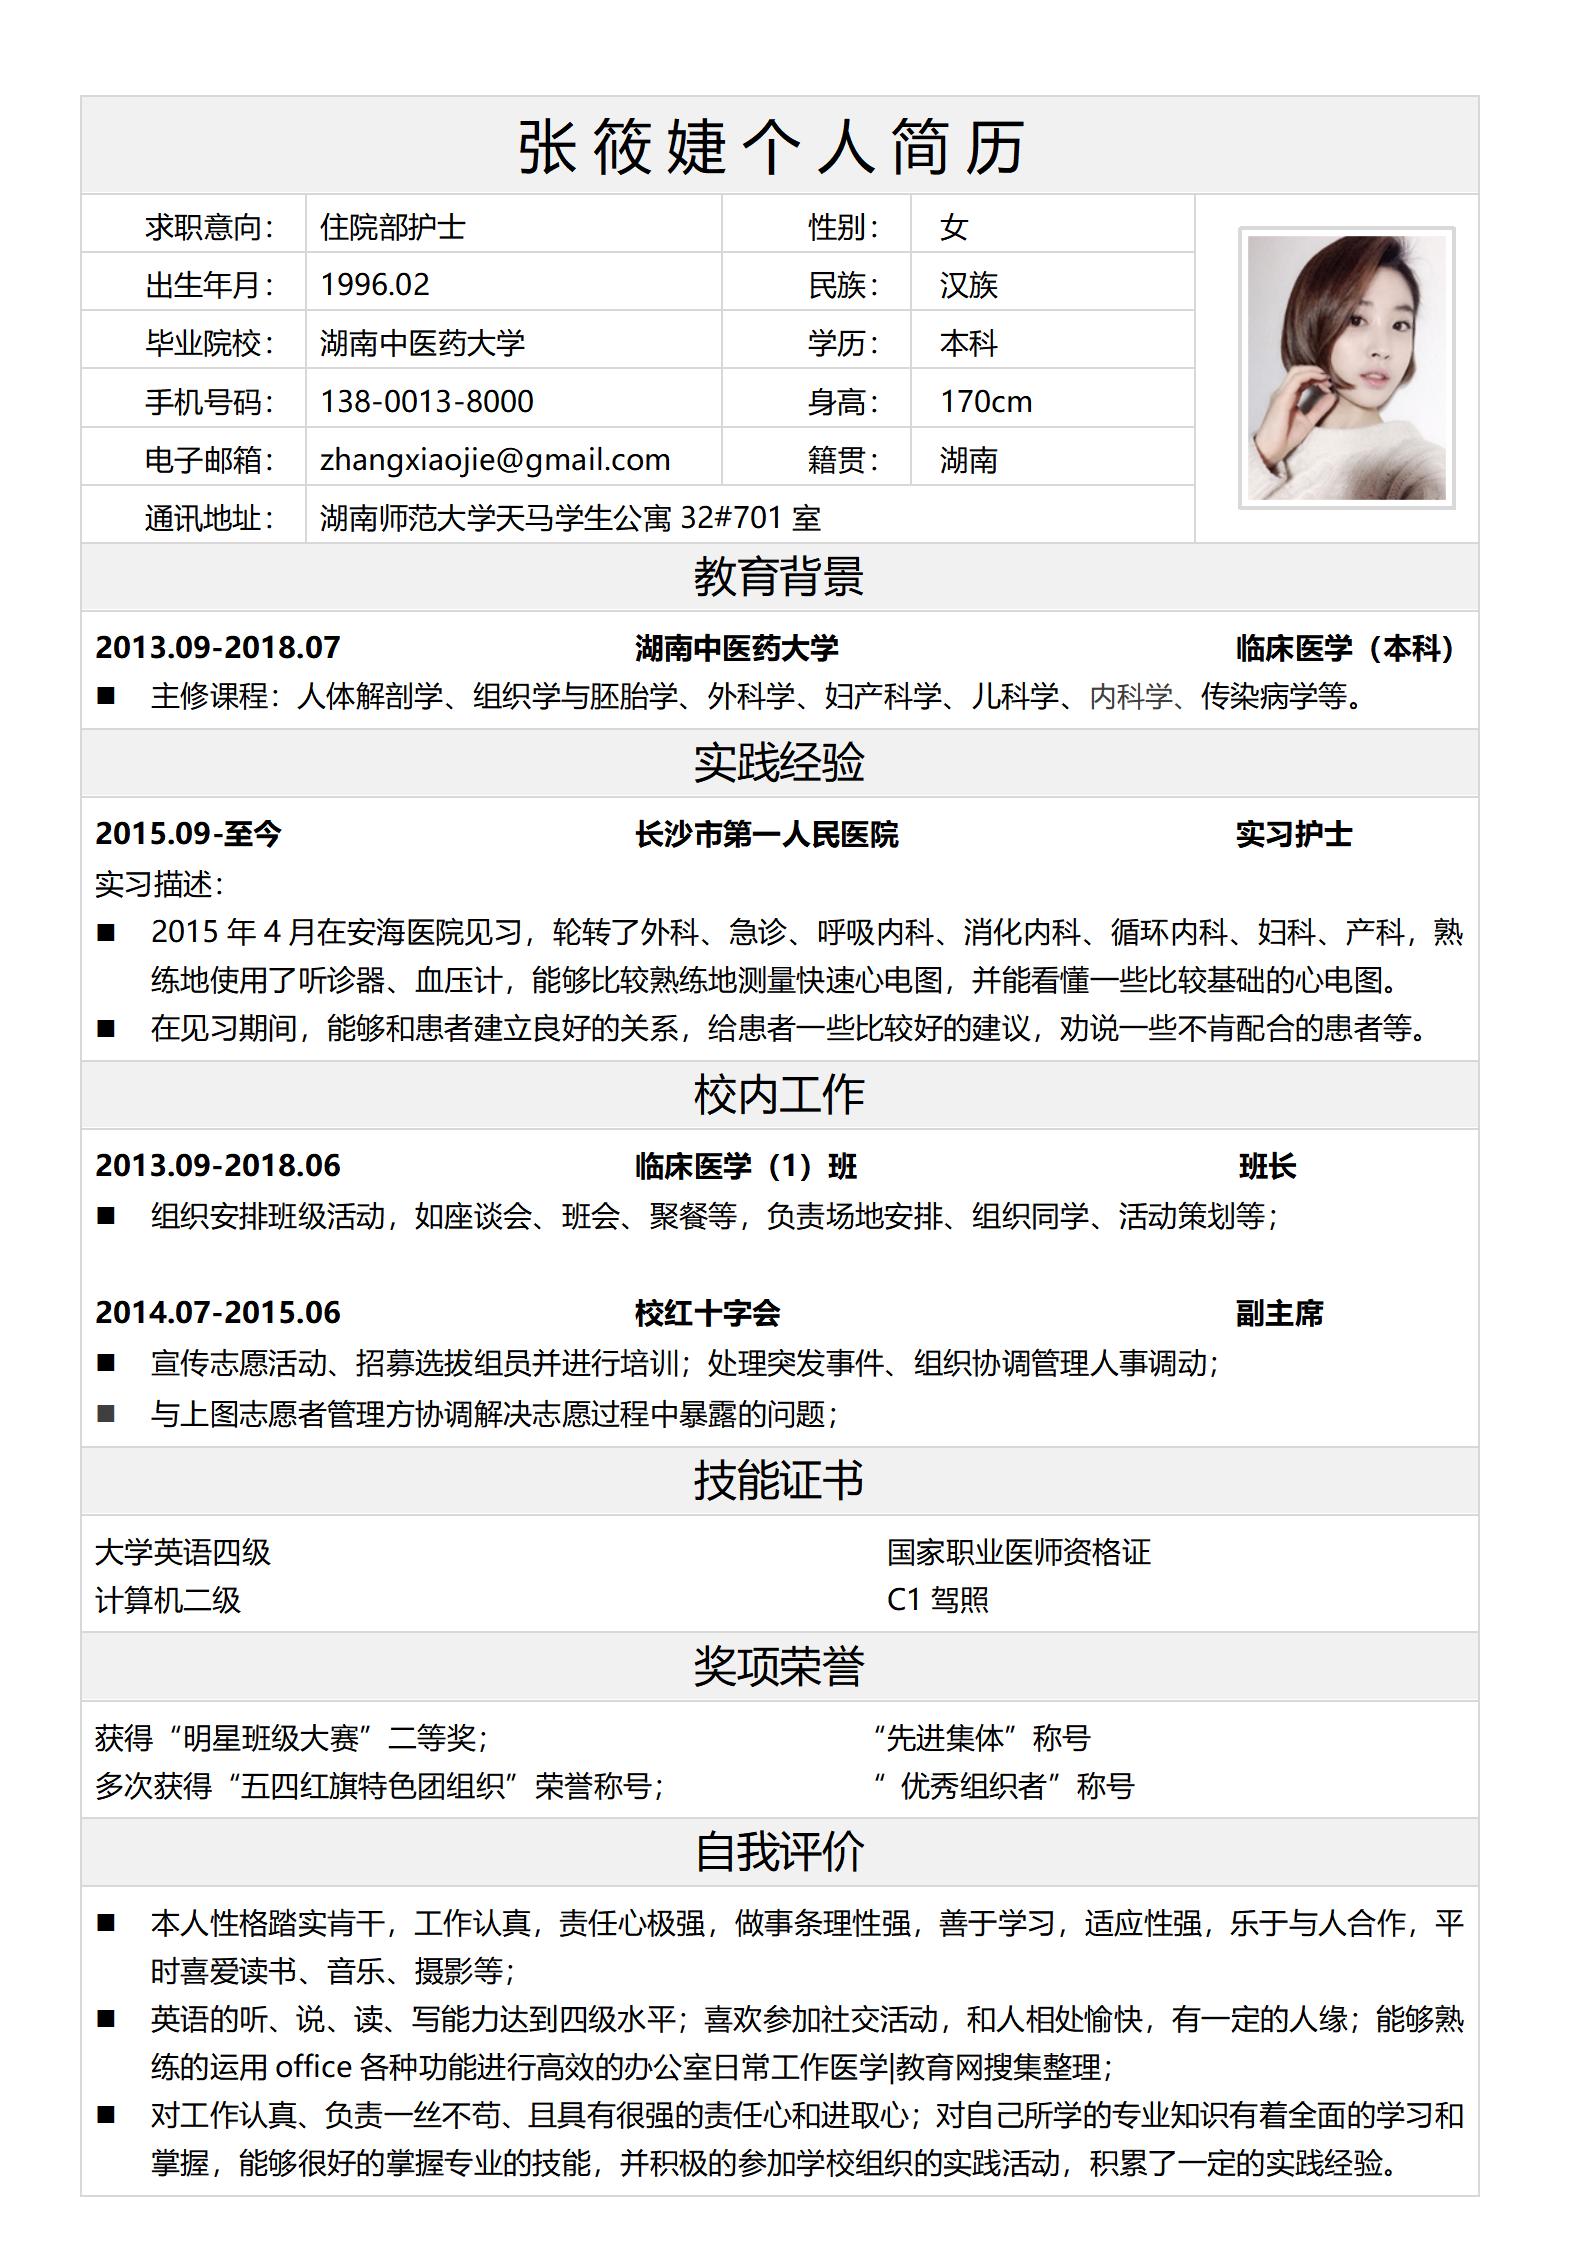 张筱婕个人简历
求职意向： 住院部护士 性别： 女
出生年月： 1996.02 民族： 汉族
毕业院校： 湖南中医药大学 学历： 本科
手机号码： 138-0013-8000 身高： 170cm
电子邮箱： zhangxiaojie@gmail.com 籍贯： 湖南
通讯地址： 湖南师范大学天马学生公寓 32#701 室
教育背景
2013.09-2018.07 湖南中医药大学 临床医学（本科）
■ 主修课程：人体解剖学、组织学与胚胎学、外科学、妇产科学、儿科学、内科学、传染病学等。
实践经验
2015.09-至今 长沙市第一人民医院 实习护士
实习描述：
■ 2015 年 4 月在安海医院见习，轮转了外科、急诊、呼吸内科、消化内科、循环内科、妇科、产科，熟
练地使用了听诊器、血压计，能够比较熟练地测量快速心电图，并能看懂一些比较基础的心电图。
■ 在见习期间，能够和患者建立良好的关系，给患者一些比较好的建议，劝说一些不肯配合的患者等。
校内工作
2013.09-2018.06 临床医学（1）班 班长
■ 组织安排班级活动，如座谈会、班会、聚餐等，负责场地安排、组织同学、活动策划等；
2014.07-2015.06 校红十字会 副主席
■ 宣传志愿活动、招募选拔组员并进行培训；处理突发事件、组织协调管理人事调动；
■ 与上图志愿者管理方协调解决志愿过程中暴露的问题；
技能证书
大学英语四级 国家职业医师资格证
计算机二级 C1 驾照
奖项荣誉
获得“明星班级大赛”二等奖； “先进集体”称号
多次获得“五四红旗特色团组织”荣誉称号； “ 优秀组织者”称号
自我评价
■ 本人性格踏实肯干，工作认真，责任心极强，做事条理性强，善于学习，适应性强，乐于与人合作，平
时喜爱读书、音乐、摄影等；
■ 英语的听、说、读、写能力达到四级水平；喜欢参加社交活动，和人相处愉快，有一定的人缘；能够熟
练的运用 office 各种功能进行高效的办公室日常工作医学|教育网搜集整理；
■ 对工作认真、负责一丝不苟、且具有很强的责任心和进取心；对自己所学的专业知识有着全面的学习和
掌握，能够很好的掌握专业的技能，并积极的参加学校组织的实践活动，积累了一定的实践经验。